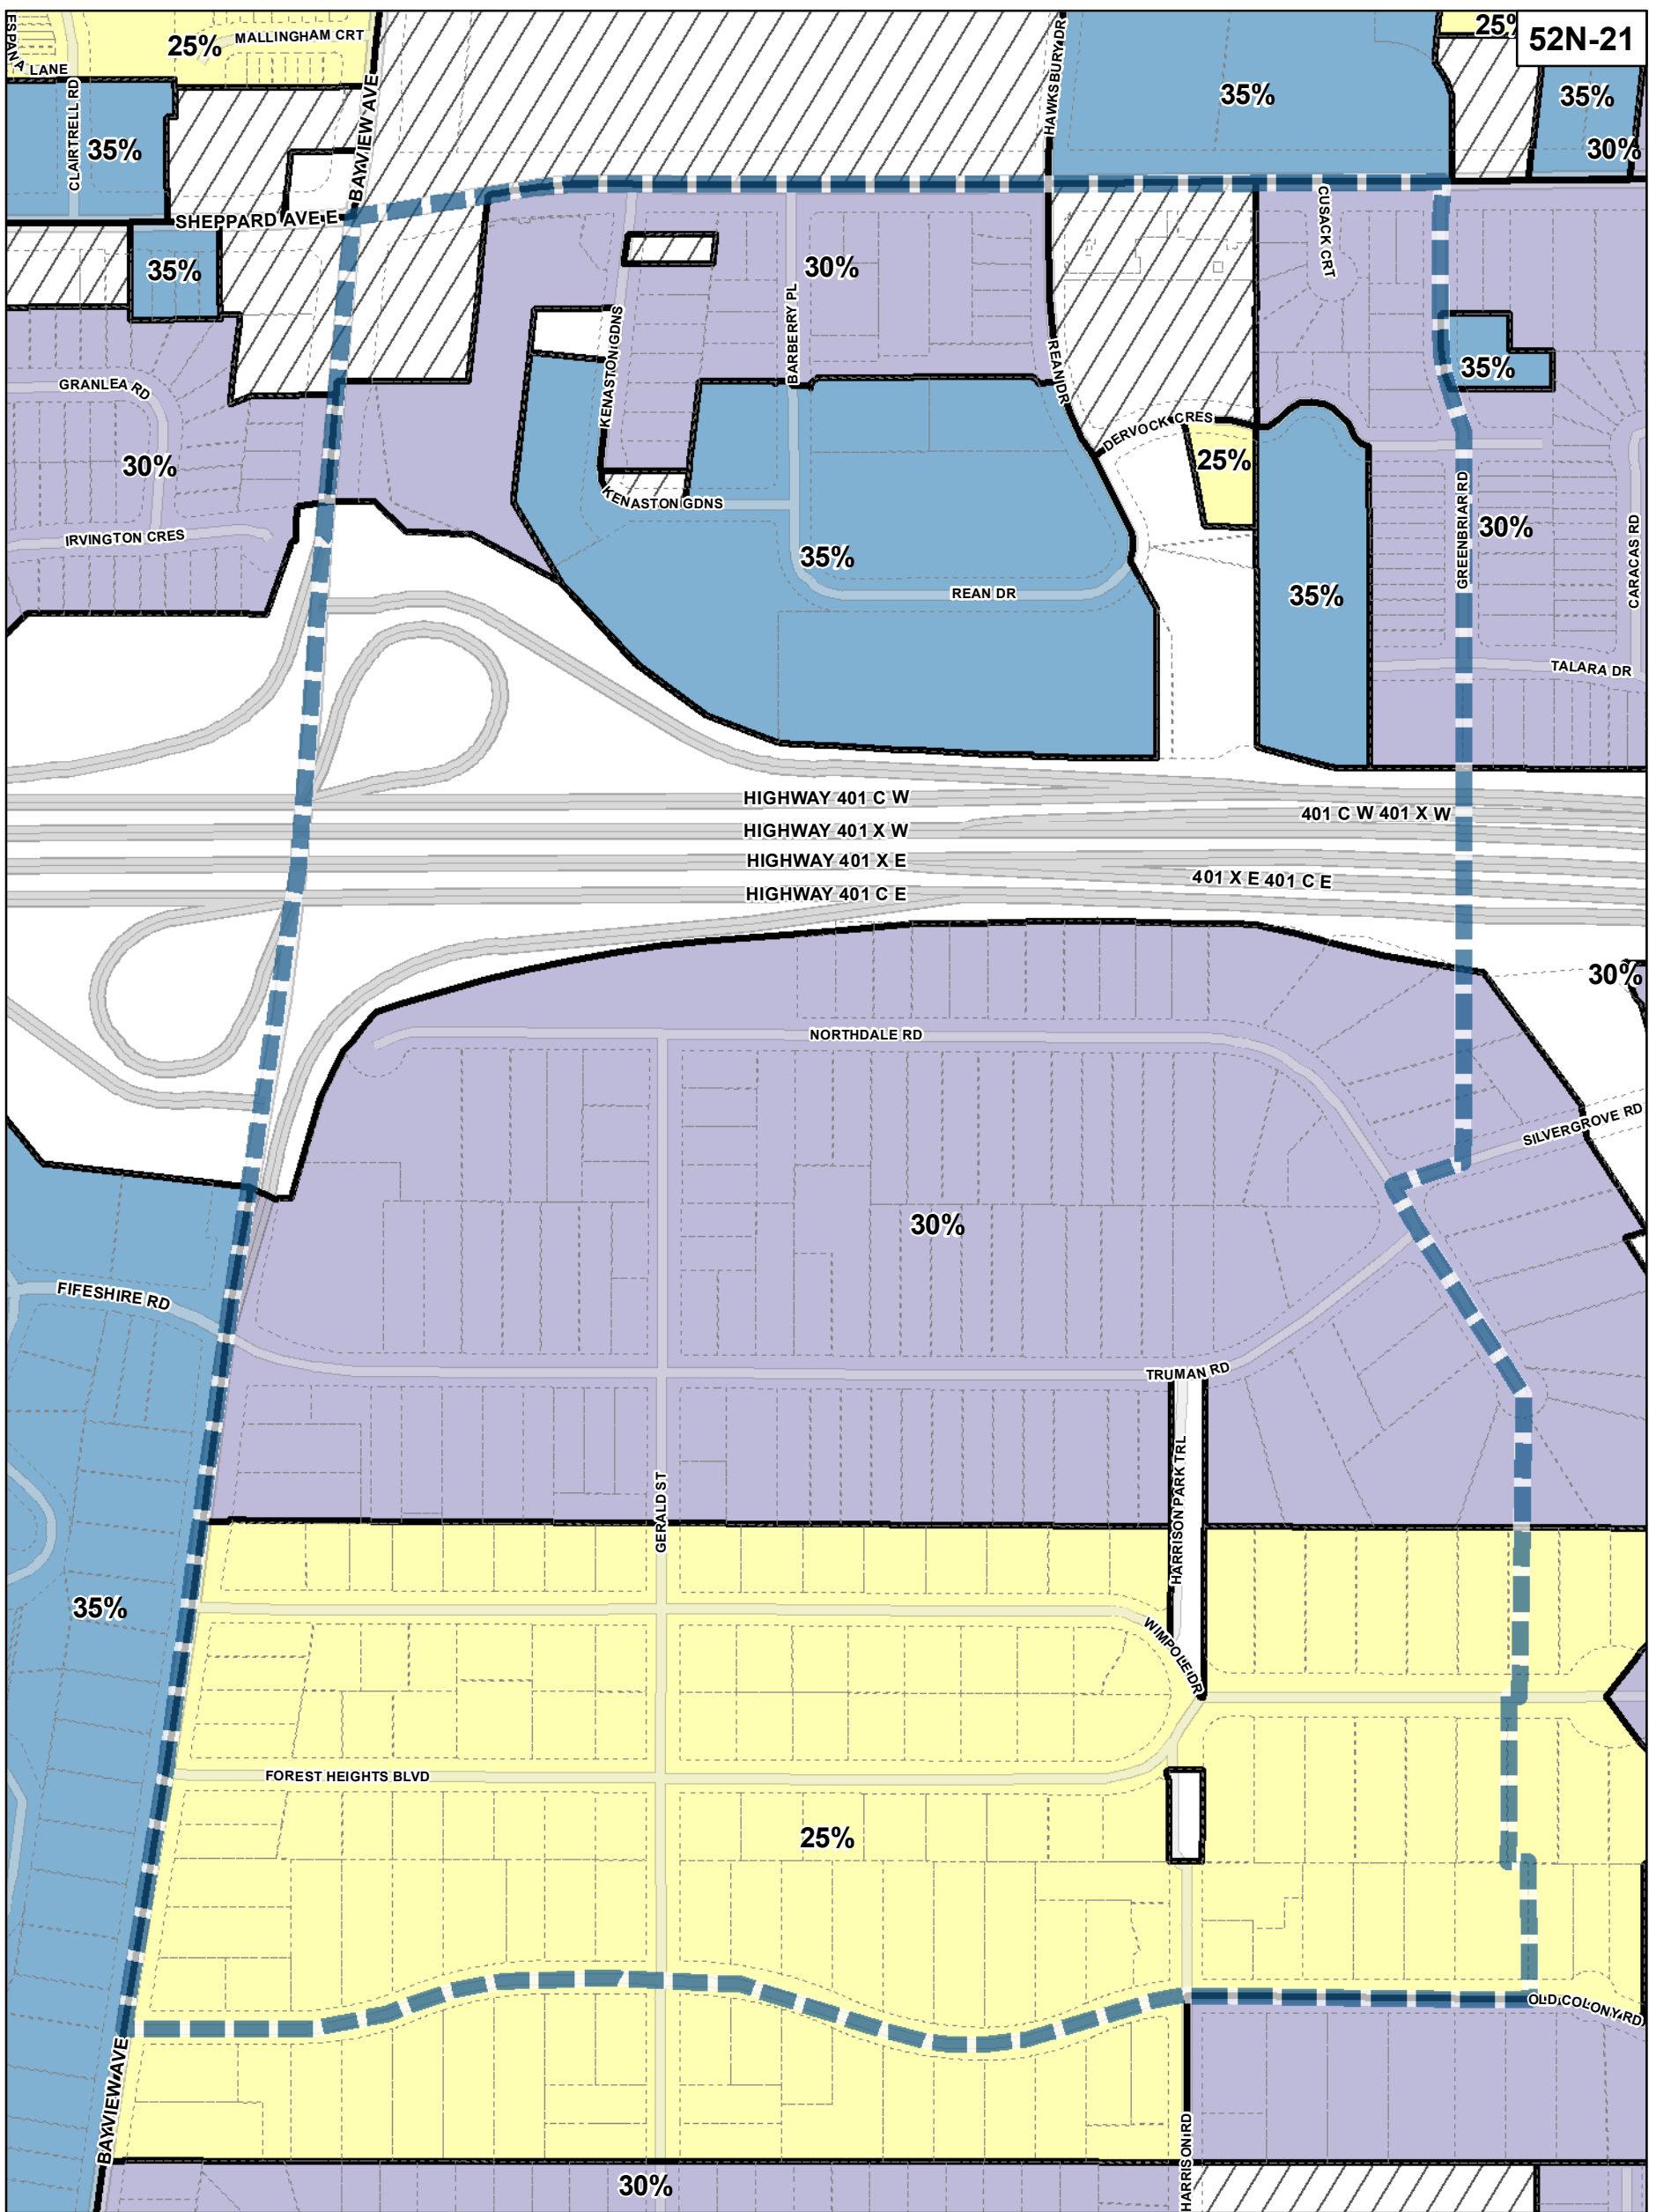 52N-21
25%
MALLINGHAM CRT
ESPANA LANE
25%
CLAIRTRELL RD
35%
BAYVIEW AVE
HAWKSBURY DR
35%
35%
30%
SHEPPARD AVE E
35%
CUSACK CRT
30%
BARBERRY PL
KENASTON GDNS
REAN DR
35%
GRANLEA RD
30%
DERVOCK CRES
25%
KENASTON GDNS
IRVINGTON CRES
35%
REAN DR
35%
GREENBRIAR RD
30%
CARACAS RD
TALARA DR
HIGHWAY 401 C W
401 C W 401 X W
HIGHWAY 401 X W
HIGHWAY 401 X E
401 X E 401 C E
HIGHWAY 401 C E
30%
NORTHDALE RD
SILVERGROVE RD
30%
FIFESHIRE RD
TRUMAN RD
HARRISON PARK TRL
GERALD ST
35%
WIMPOLE DR
FOREST HEIGHTS BLVD
25%
OLD COLONY RD
BAYVIEW AVE
HARRISON RD
30%